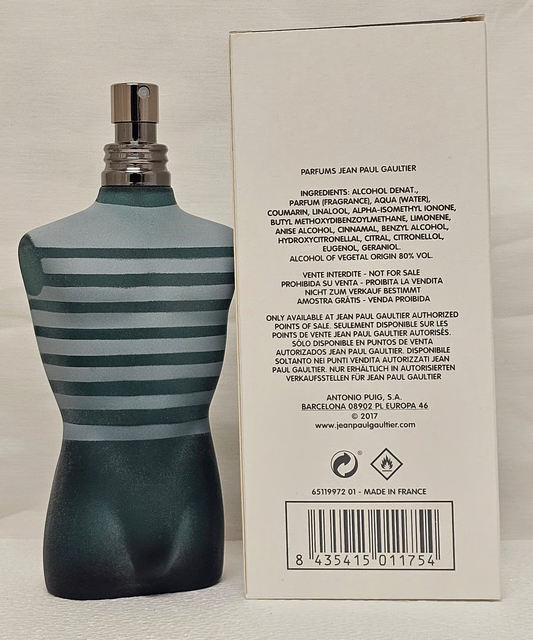 PARFUMS JEAN PAUL GAULTIER
INGREDIENTS: ALCOHOL DENAT.,
PARFUM (FRAGRANCE), AQUA (WATER),
COUMARIN, LINALOOL, ALPHA-ISOMETHYL IONONE,
BUTYL METHOXYDIBENZOYLMETHANE, LIMONENE,
ANISE ALCOHOL, CINNAMAL, BENZYL ALCOHOL,
HYDROXYCITRONELLAL, CITRAL, CITRONELLOL,
EUGENOL, GERANIOL.
ALCOHOL OF VEGETAL ORIGIN 80% VOL.
VENTE INTERDITE - NOT FOR SALE
PROHIBIDA SU VENTA - PROIBITA LA VENDITA
NICHT ZUM VERKAUF BESTIMMT
AMOSTRA GRÁTIS - VENDA PROIBIDA
ONLY AVAILABLE AT JEAN PAUL GAULTIER AUTHORIZED
POINTS OF SALE. SEULEMENT DISPONIBLE SUR LES
POINTS DE VENTE JEAN PAUL GAULTIER AUTORISÉS.
SÓLO DISPONIBLE EN PUNTOS DE VENTA
AUTORIZADOS JEAN PAUL GAULTIER. DISPONIBILE
SOLTANTO NEI PUNTI VENDITA AUTORIZZATI JEAN
PAUL GAULTIER. NUR ERHÄLTLICH IN AUTORISIERTEN
VERKAUFSSTELLEN FÜR JEAN PAUL GAULTIER
ANTONIO PUIG, S.A.
BARCELONA 08902 PL EUROPA 46
© 2017
www.jeanpaulgaultier.com
65119972 01 - MADE IN FRANCE
8 435415 011754